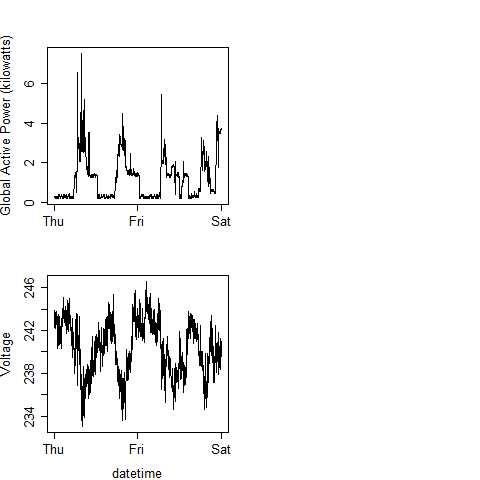 Global Active Power (kilowatts)
6
4
2
0
Thu Fri Sat
Voltage
246
242
238
234
Thu Fri Sat
datetime